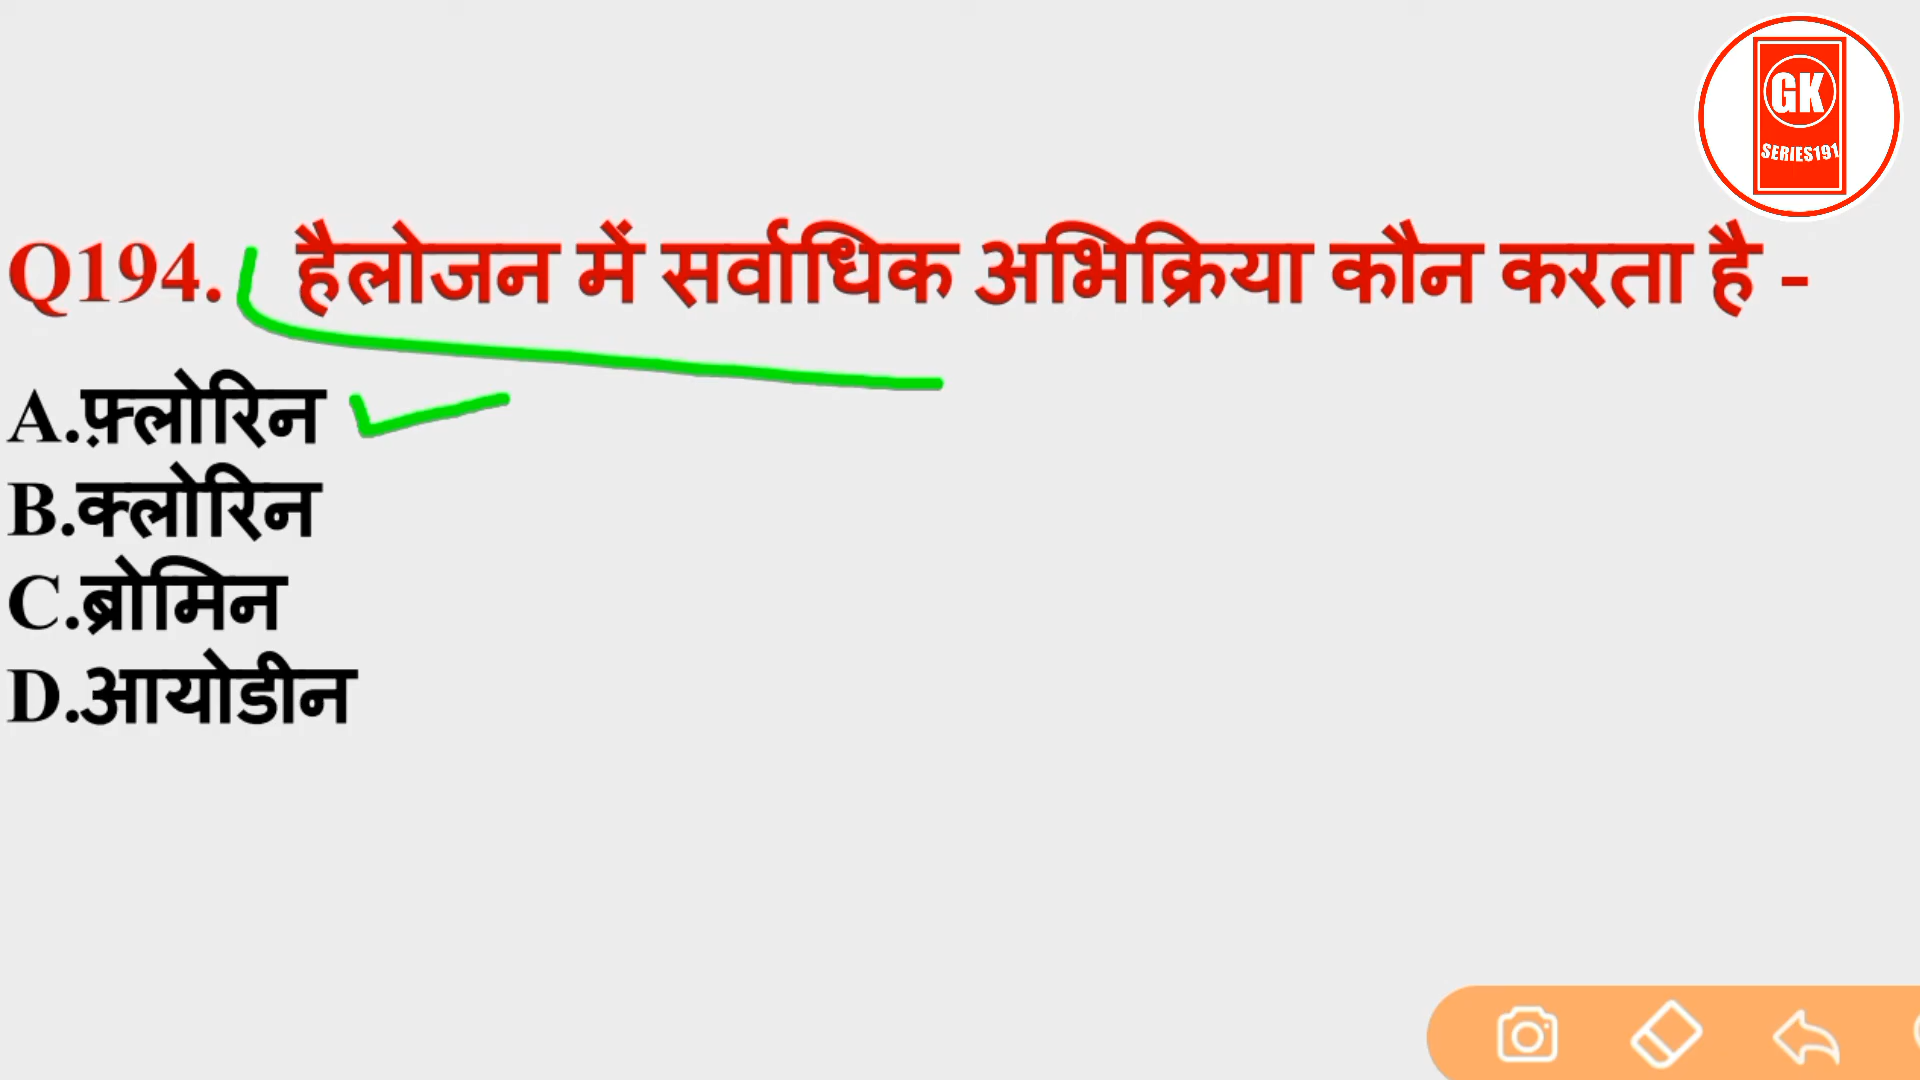 GK
SERIES191
Q194. हैलोजन में सर्वाधिक अभिक्रिया कौन करता है -
A.फ़्लोरिन
B.क्लोरिन
C.ब्रोमिन
D.आयोडीन